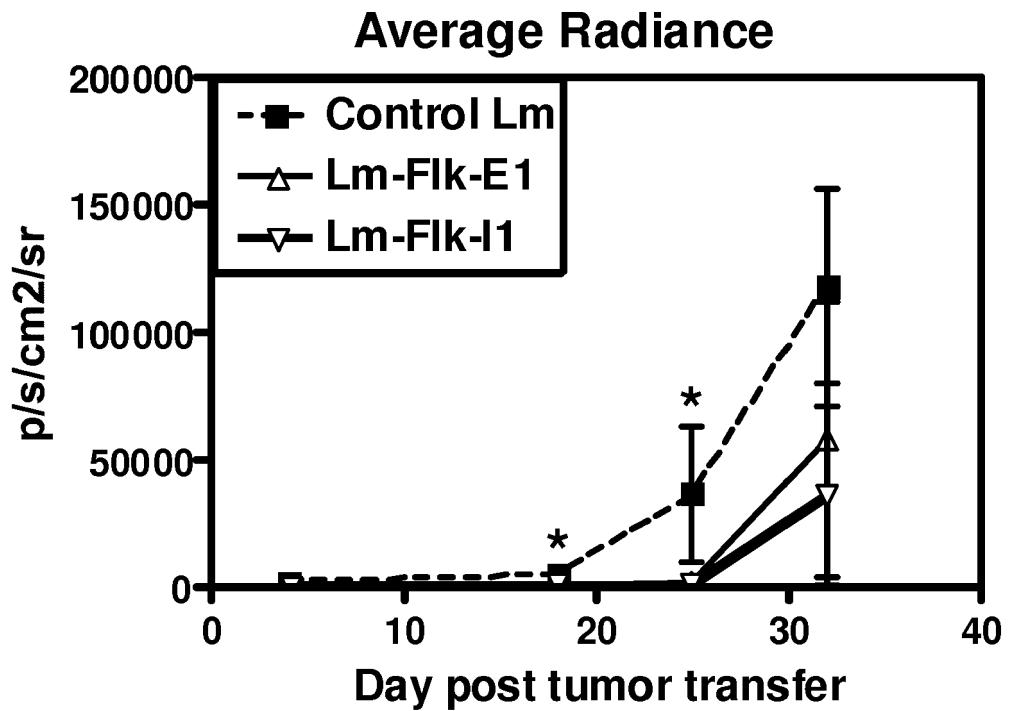 Average Radiance
200000
150000
100000
50000
0
p/s/cm2/sr
Control Lm
Lm-Flk-E1
Lm-Flk-I1
*
*
0 10 20 30 40
Day post tumor transfer